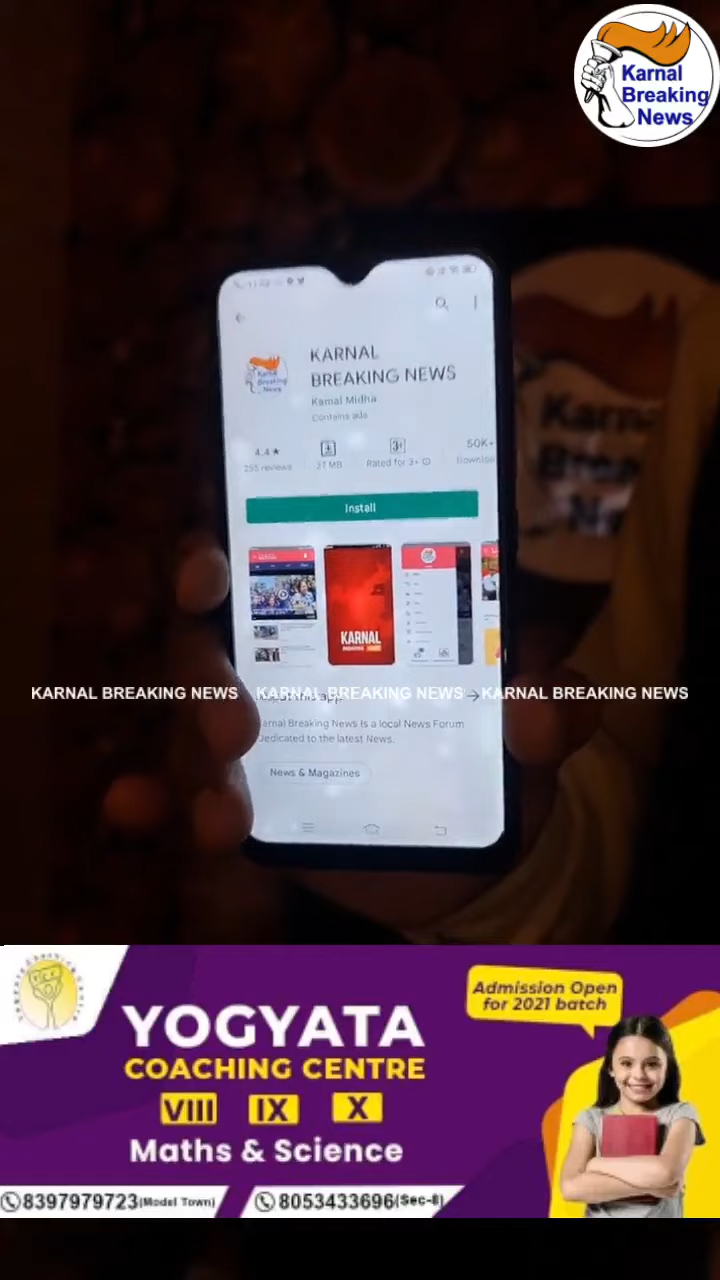 Karnal
Breaking
News
KARNAL
BREAKING NEWS
Kamal Midha
Contains ads
4.4★
255 reviews
27 MB
3+
Rated for 3+
50K+
Install
KARNAL
KARNAL BREAKING NEWS KARNAL BREAKING NEWS KARNAL BREAKING NEWS
Karnal Breaking News is a local News Forum
Dedicated to the latest News.
News & Magazines
YOGYATA
COACHING CENTRE
VIII IX X
Maths & Science
Admission Open
for 2021 batch
8397979723(Model Town) 8053433696(Sec-8)